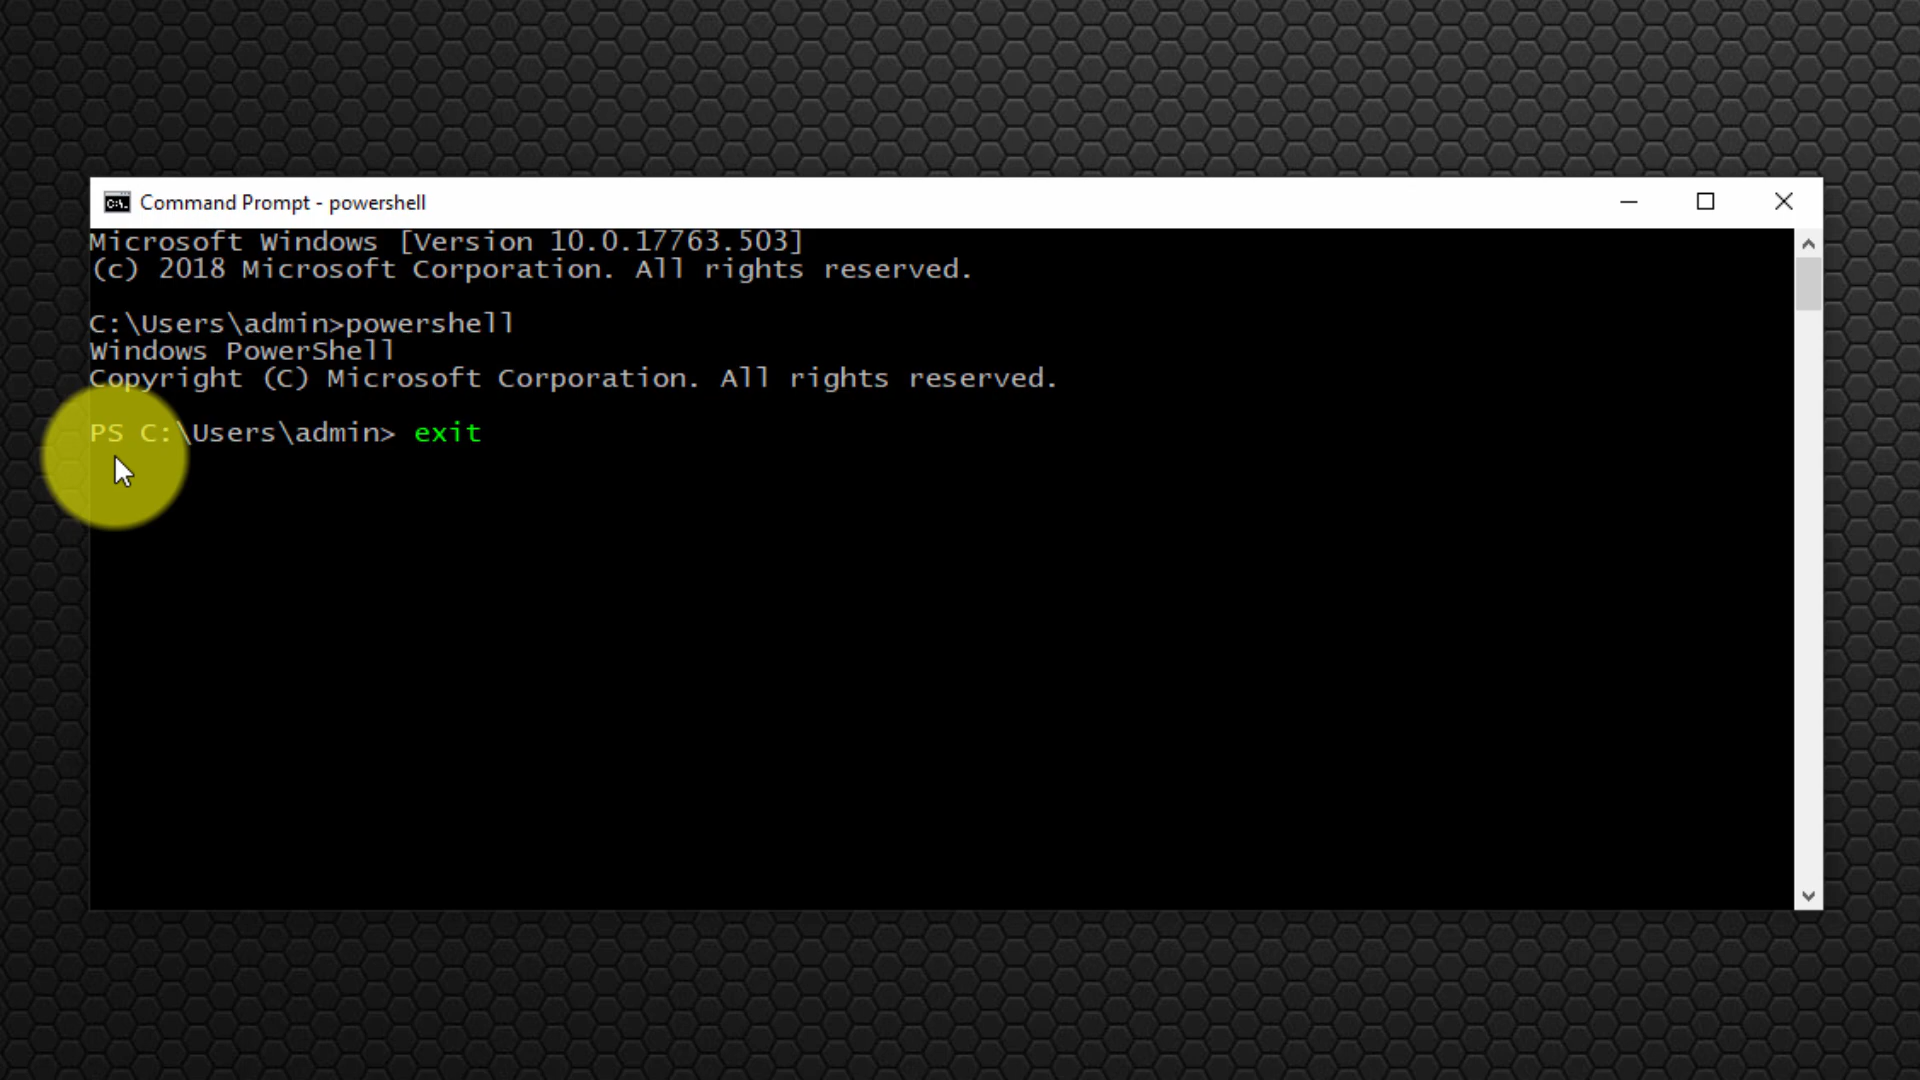 Command Prompt - powershell
Microsoft Windows [Version 10.0.17763.503]
(c) 2018 Microsoft Corporation. All rights reserved.
C:\Users\admin>powershell
Windows PowerShell
Copyright (C) Microsoft Corporation. All rights reserved.
PS C:\Users\admin> exit